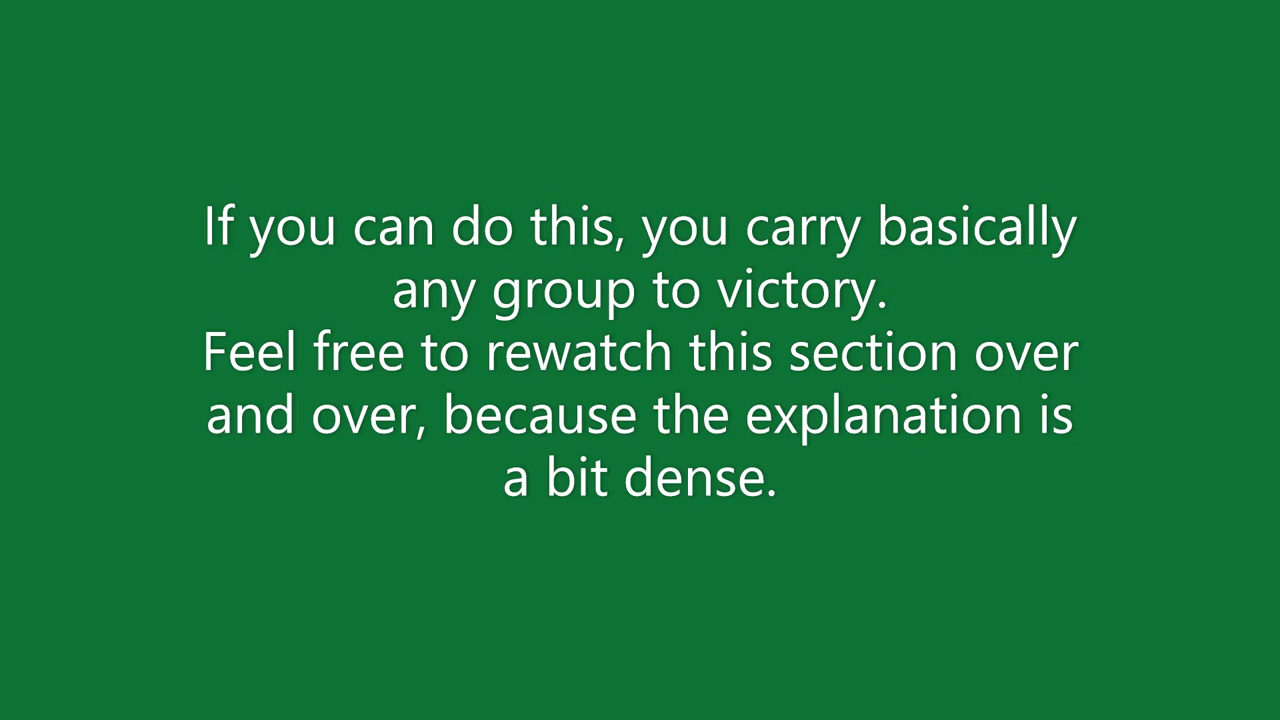 If you can do this, you carry basically
any group to victory.
Feel free to rewatch this section over
and over, because the explanation is
a bit dense.